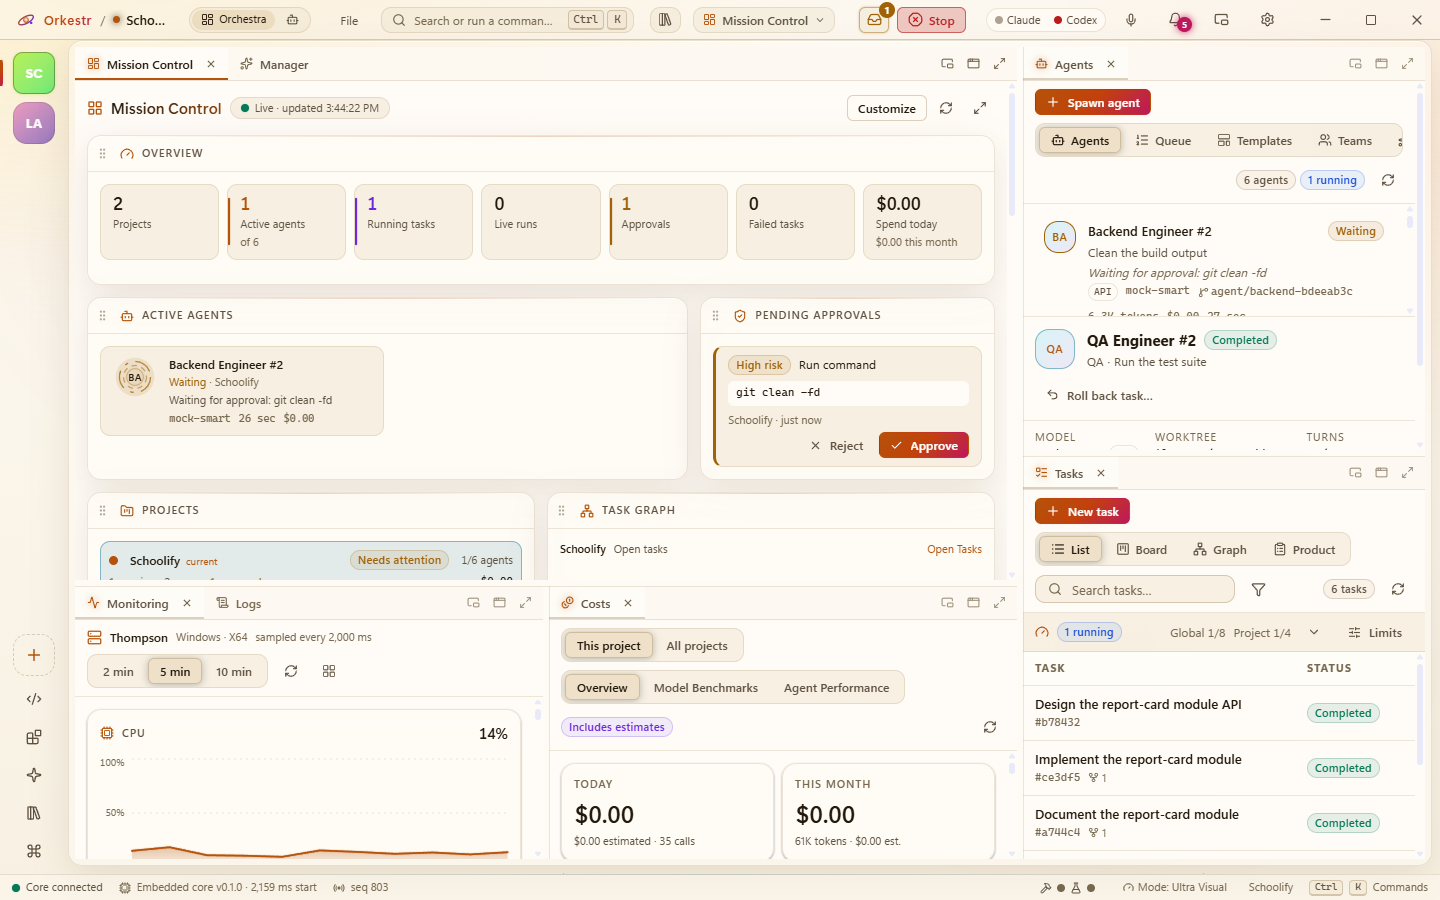 Orkestr / Scho...
Orchestra
File
Search or run a comman... Ctrl K
Mission Control
1
Stop
Claude Codex
5
SC
LA
Mission Control
Manager
Mission Control
Live · updated 3:44:22 PM
Customize
OVERVIEW
2
Projects
1
Active agents
of 6
1
Running tasks
0
Live runs
1
Approvals
0
Failed tasks
$0.00
Spend today
$0.00 this month
ACTIVE AGENTS
BA
Backend Engineer #2
Waiting · Schoolify
Waiting for approval: git clean -fd
mock-smart 26 sec $0.00
PENDING APPROVALS
High risk Run command
git clean -fd
Schoolify · just now
Reject
Approve
PROJECTS
Schoolify current Needs attention 1/6 agents
TASK GRAPH
Schoolify Open tasks Open Tasks
Monitoring
Logs
Thompson Windows · X64 sampled every 2,000 ms
2 min 5 min 10 min
CPU 14%
100%
50%
Costs
This project All projects
Overview Model Benchmarks Agent Performance
Includes estimates
TODAY
$0.00
$0.00 estimated · 35 calls
THIS MONTH
$0.00
61K tokens · $0.00 est.
Agents
Spawn agent
Agents Queue Templates Teams
6 agents 1 running
BA
Backend Engineer #2 Waiting
Clean the build output
Waiting for approval: git clean -fd
API mock-smart agent/backend-bdeeab3c
6.3K tokens $0.00 27 sec
QA
QA Engineer #2 Completed
QA · Run the test suite
Roll back task...
MODEL WORKTREE TURNS
Tasks
New task
List Board Graph Product
Search tasks...
6 tasks
1 running Global 1/8 Project 1/4 Limits
TASK STATUS
Design the report-card module API
#b78432
Completed
Implement the report-card module
#ce3df5 1
Completed
Document the report-card module
#a744c4 1
Completed
Core connected Embedded core v0.1.0 · 2,159 ms start seq 803
Mode: Ultra Visual Schoolify Ctrl K Commands